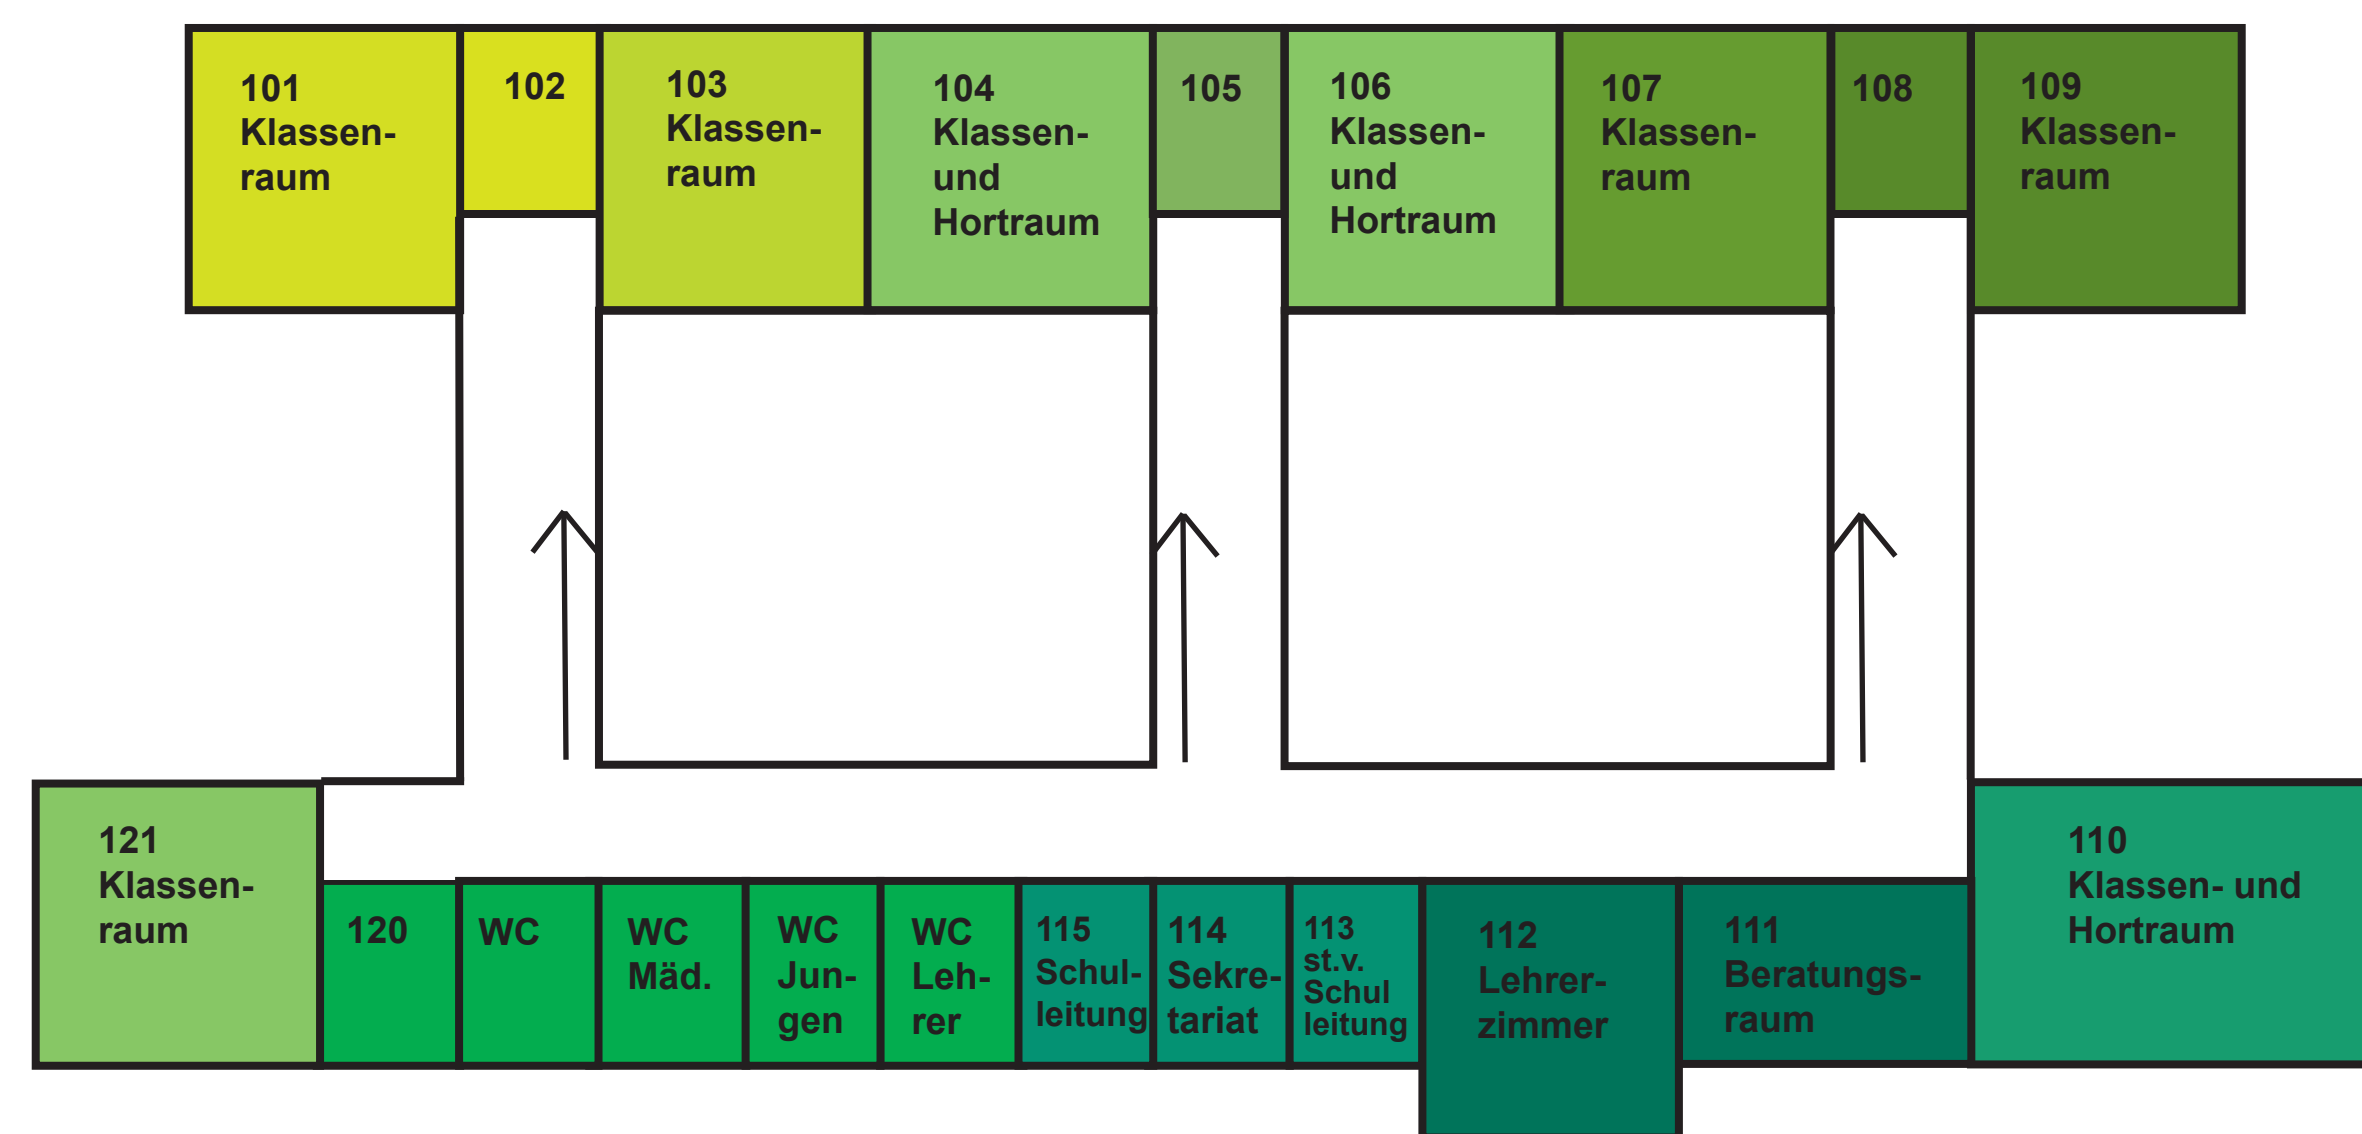 101
Klassen-
raum
102
103
Klassen-
raum
104
Klassen-
und
Hortraum
105
106
Klassen-
und
Hortraum
107
Klassen-
raum
108
109
Klassen-
raum
121
Klassen-
raum
120
WC
WC
Mäd.
WC
Jun-
gen
WC
Leh-
rer
115
Schul-
leitung
114
Sekre-
tariat
113
st.v.
Schul
leitung
112
Lehrer-
zimmer
111
Beratungs-
raum
110
Klassen- und
Hortraum